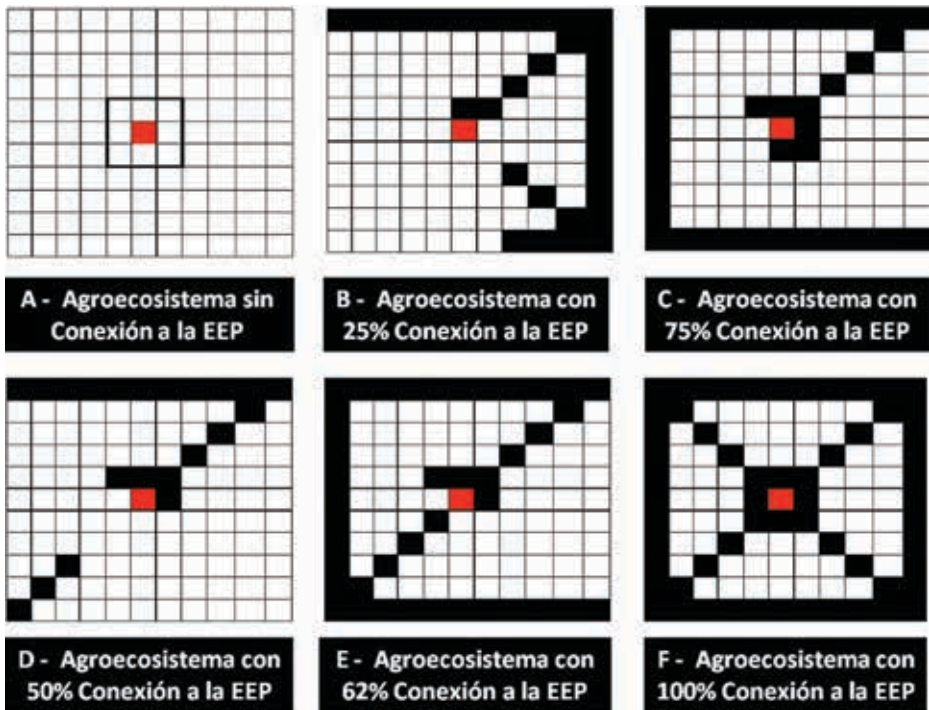 A - Agroecosistema sin
Conexión a la EEP
B - Agroecosistema con
25% Conexión a la EEP
C - Agroecosistema con
75% Conexión a la EEP
D - Agroecosistema con
50% Conexión a la EEP
E - Agroecosistema con
62% Conexión a la EEP
F - Agroecosistema con
100% Conexión a la EEP